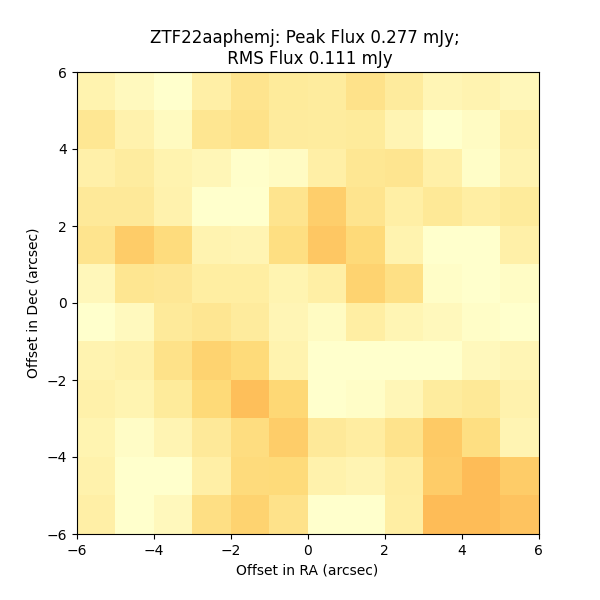 ZTF22aaphemj: Peak Flux 0.277 mJy;
RMS Flux 0.111 mJy
6
4
2
0
−2
−4
−6
Offset in Dec (arcsec)
−6 −4 −2 0 2 4 6
Offset in RA (arcsec)